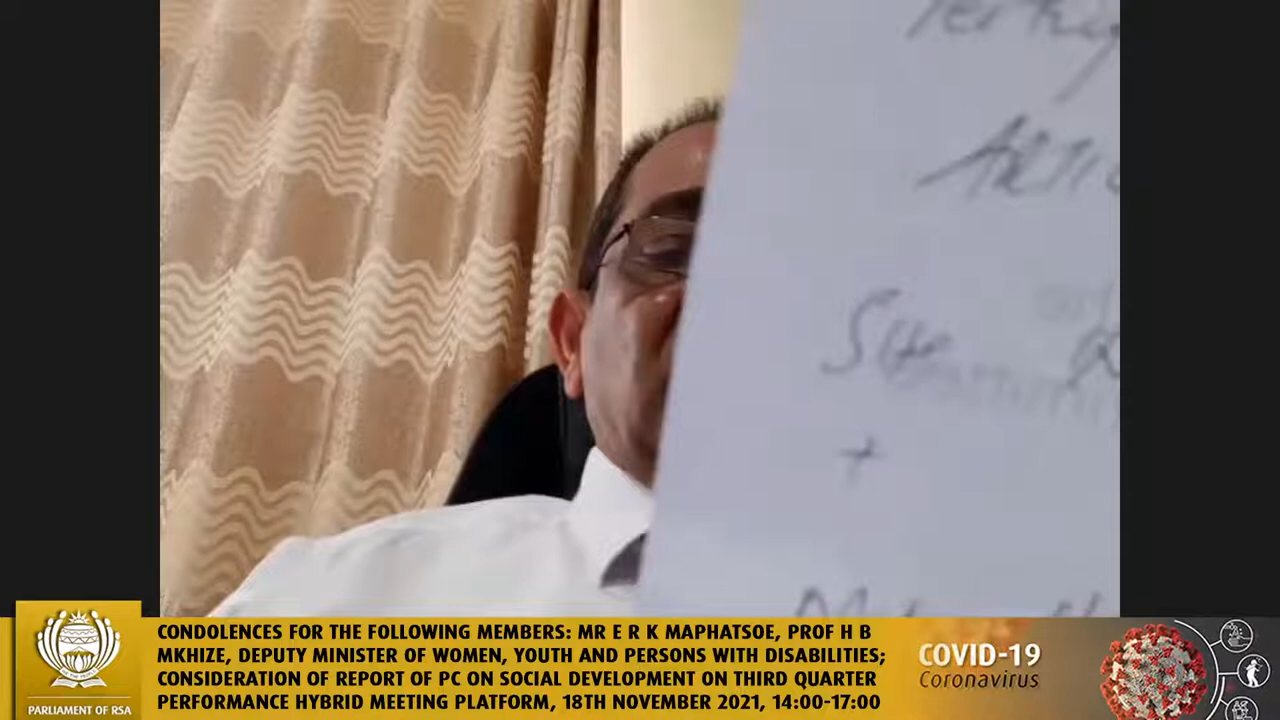 +
CONDOLENCES FOR THE FOLLOWING MEMBERS: MR E R K MAPHATSOE, PROF H B
MKHIZE, DEPUTY MINISTER OF WOMEN, YOUTH AND PERSONS WITH DISABILITIES;
CONSIDERATION OF REPORT OF PC ON SOCIAL DEVELOPMENT ON THIRD QUARTER
PERFORMANCE HYBRID MEETING PLATFORM, 18TH NOVEMBER 2021, 14:00-17:00
PARLIAMENT OF RSA
COVID-19
Coronavirus